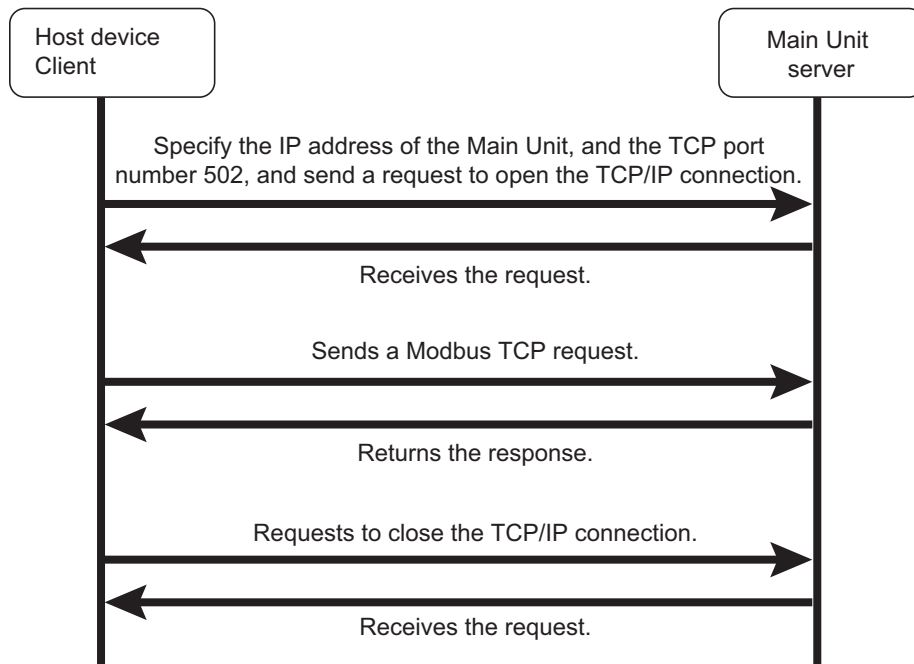 Host device
Client
Main Unit
server
Specify the IP address of the Main Unit, and the TCP port
number 502, and send a request to open the TCP/IP connection.
Receives the request.
Sends a Modbus TCP request.
Returns the response.
Requests to close the TCP/IP connection.
Receives the request.